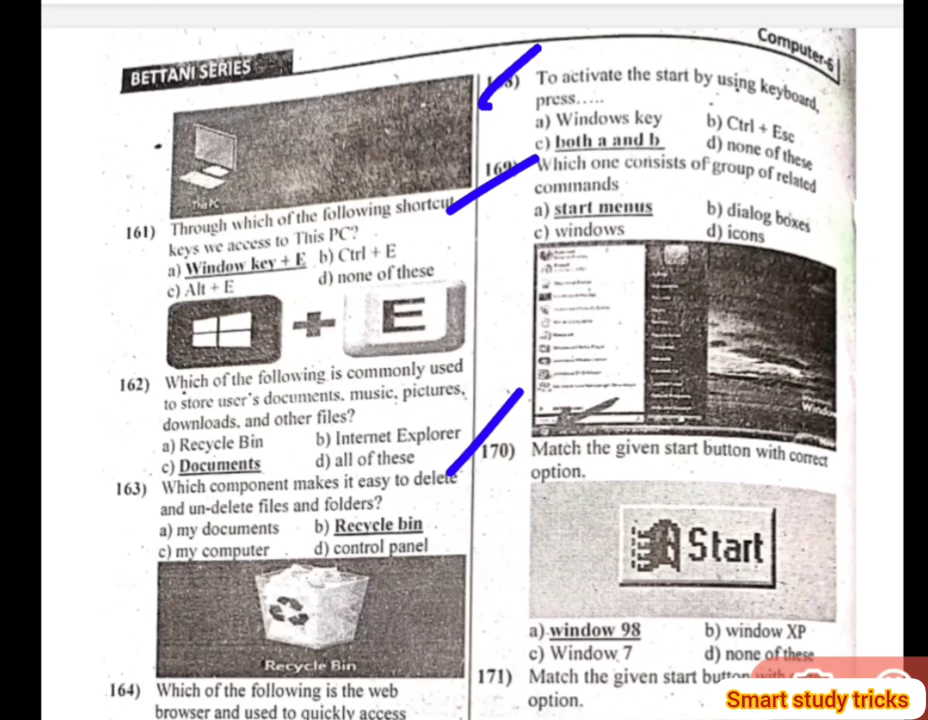 BETTANI SERIES
Computer-6
This PC
161) Through which of the following shortcut
keys we access to This PC?
a) Window key + E b) Ctrl + E
c) Alt + E d) none of these
+ E
162) Which of the following is commonly used
to store user's documents, music, pictures,
downloads, and other files?
a) Recycle Bin b) Internet Explorer
c) Documents d) all of these
163) Which component makes it easy to delete
and un-delete files and folders?
a) my documents b) Recycle bin
c) my computer d) control panel
Recycle Bin
164) Which of the following is the web
browser and used to quickly access
To activate the start by using keyboard,
press.....
a) Windows key b) Ctrl + Esc
c) both a and b d) none of these
169) Which one consists of group of related
commands
a) start menus b) dialog boxes
c) windows d) icons
170) Match the given start button with correct
option.
Start
a) window 98 b) window XP
c) Window 7 d) none of these
171) Match the given start button with
option.
Smart study tricks